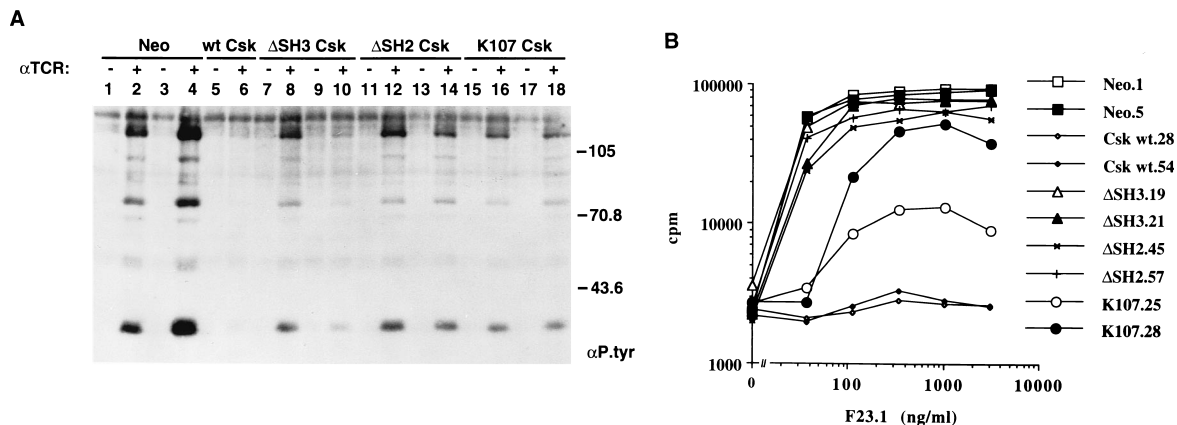 A
Neo wt Csk ΔSH3 Csk ΔSH2 Csk K107 Csk
αTCR: - + - + - + - + - + - + - + - + - +
1 2 3 4 5 6 7 8 9 10 11 12 13 14 15 16 17 18
–105
–70.8
–43.6
αP.tyr
B
100000
10000
1000
cpm
0 100 1000 10000
F23.1 (ng/ml)
Neo.1
Neo.5
Csk wt.28
Csk wt.54
ΔSH3.19
ΔSH3.21
ΔSH2.45
ΔSH2.57
K107.25
K107.28